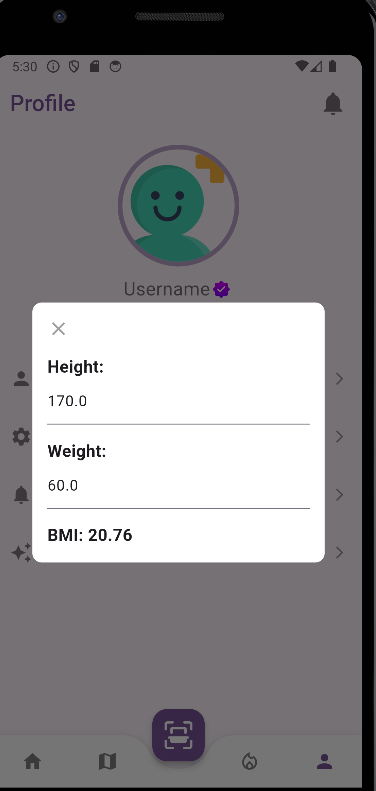 5:30
Profile
Username
Height:
170.0
Weight:
60.0
BMI: 20.76